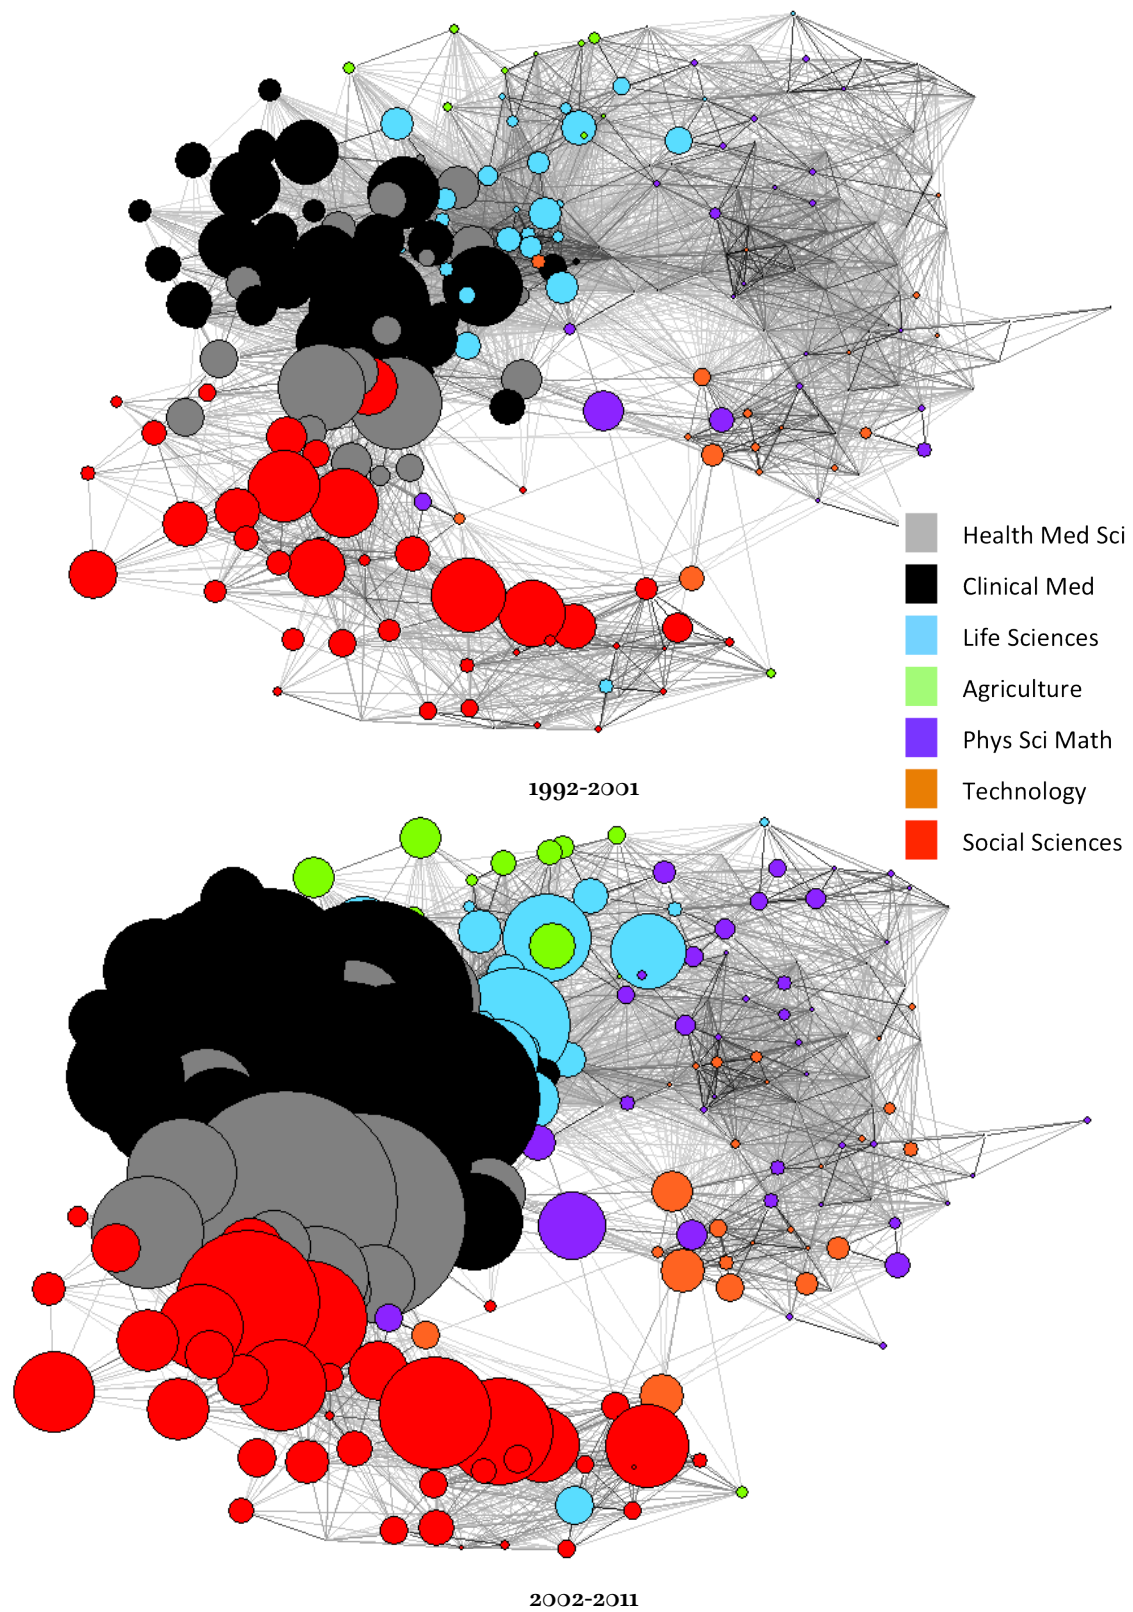 Health Med Sci
Clinical Med
Life Sciences
Agriculture
Phys Sci Math
Technology
Social Sciences
1992-2001
2002-2011